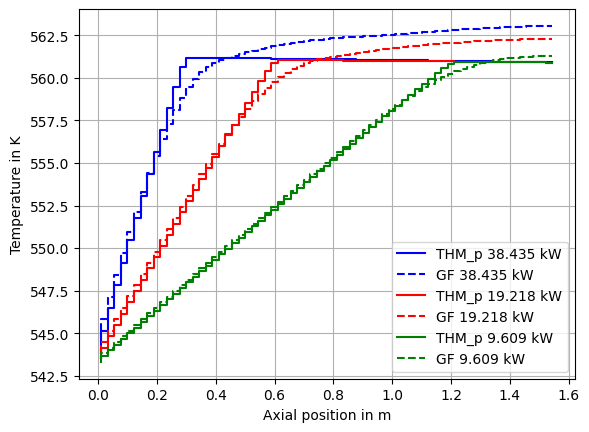 562.5
560.0
557.5
555.0
552.5
550.0
547.5
545.0
542.5
Temperature in K
THM_p 38.435 kW
GF 38.435 kW
THM_p 19.218 kW
GF 19.218 kW
THM_p 9.609 kW
GF 9.609 kW
0.0 0.2 0.4 0.6 0.8 1.0 1.2 1.4 1.6
Axial position in m